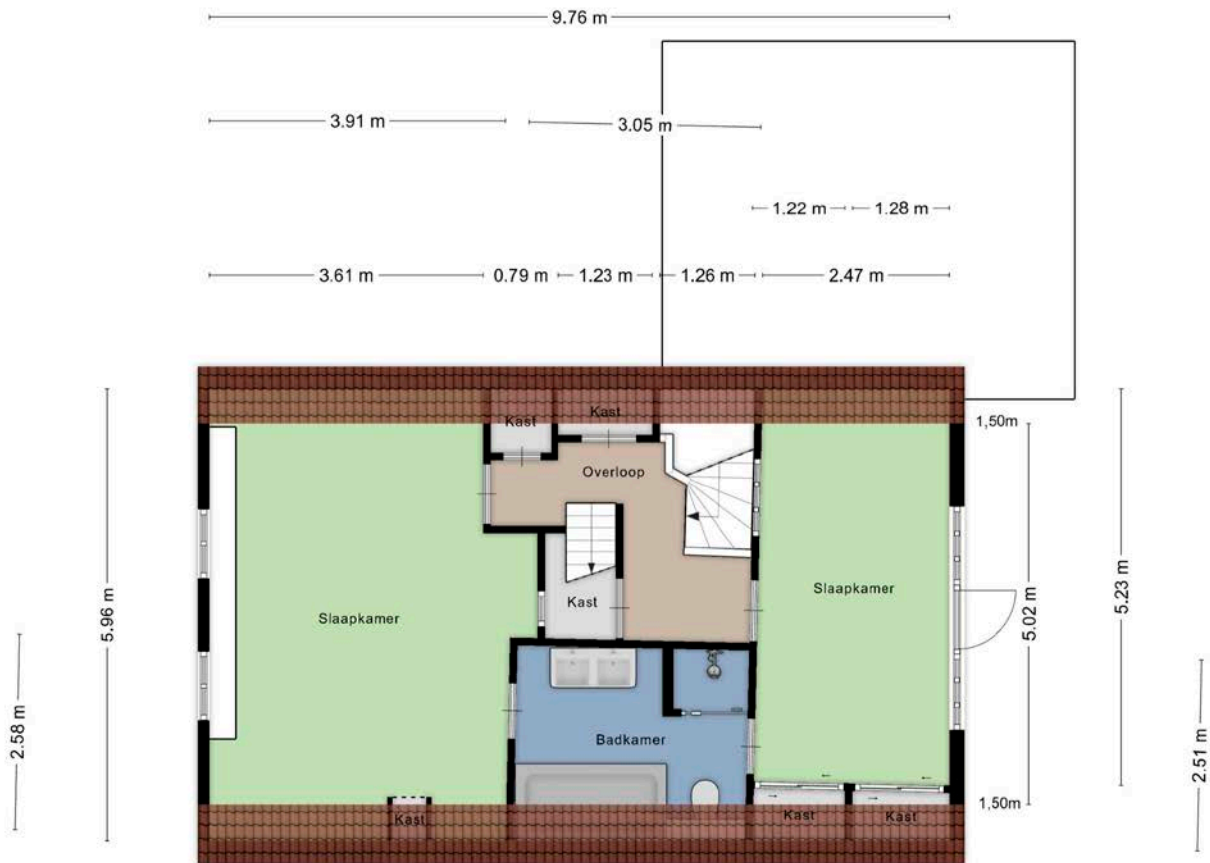 9.76 m
3.91 m
3.05 m
1.22 m
1.28 m
3.61 m
0.79 m
1.23 m
1.26 m
2.47 m
Kast
Kast
1,50m
Overloop
Slaapkamer
Slaapkamer
Kast
5.96 m
5.02 m
5.23 m
2.58 m
2.51 m
Badkamer
1,50m
Kast
Kast
Kast